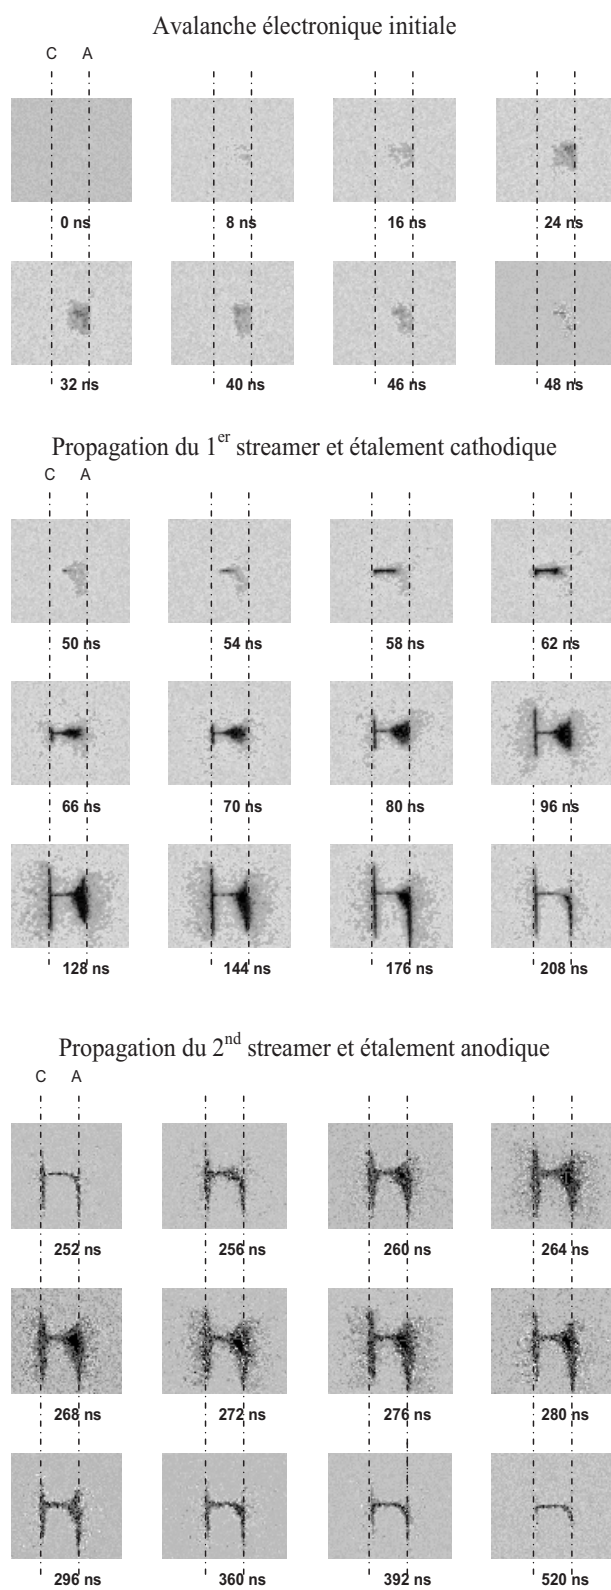 Avalanche électronique initiale
C A
0 ns 8 ns 16 ns 24 ns
32 ns 40 ns 46 ns 48 ns
Propagation du 1er streamer et étalement cathodique
C A
50 ns 54 ns 58 ns 62 ns
66 ns 70 ns 80 ns 96 ns
128 ns 144 ns 176 ns 208 ns
Propagation du 2nd streamer et étalement anodique
C A
252 ns 256 ns 260 ns 264 ns
268 ns 272 ns 276 ns 280 ns
296 ns 360 ns 392 ns 520 ns